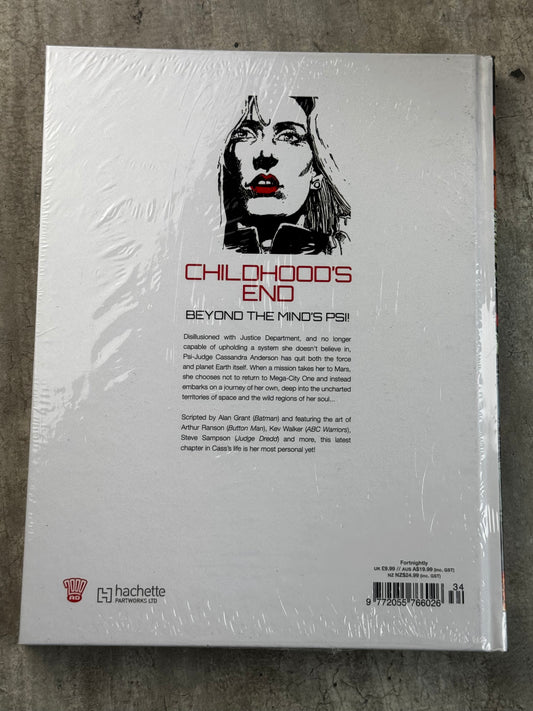 CHILDHOOD'S
END
BEYOND THE MIND'S PSI!
Disillusioned with Justice Department, and no longer
capable of upholding a system she doesn't believe in,
Psi-Judge Cassandra Anderson has quit both the force
and planet Earth itself. When a mission takes her to Mars,
she chooses not to return to Mega-City One and instead
embarks on a journey of her own, deep into the uncharted
territories of space and the wild regions of her soul...
Scripted by Alan Grant (Batman) and featuring the art of
Arthur Ranson (Button Man), Kev Walker (ABC Warriors),
Steve Sampson (Judge Dredd) and more, this latest
chapter in Cass's life is her most personal yet!
Fortnightly
UK £9.99 // AUS A$19.99 (inc. GST)
NZ NZ$24.99 (inc. GST)
34
9 772055 766026
2000
AD
hachette
PARTWORKS LTD